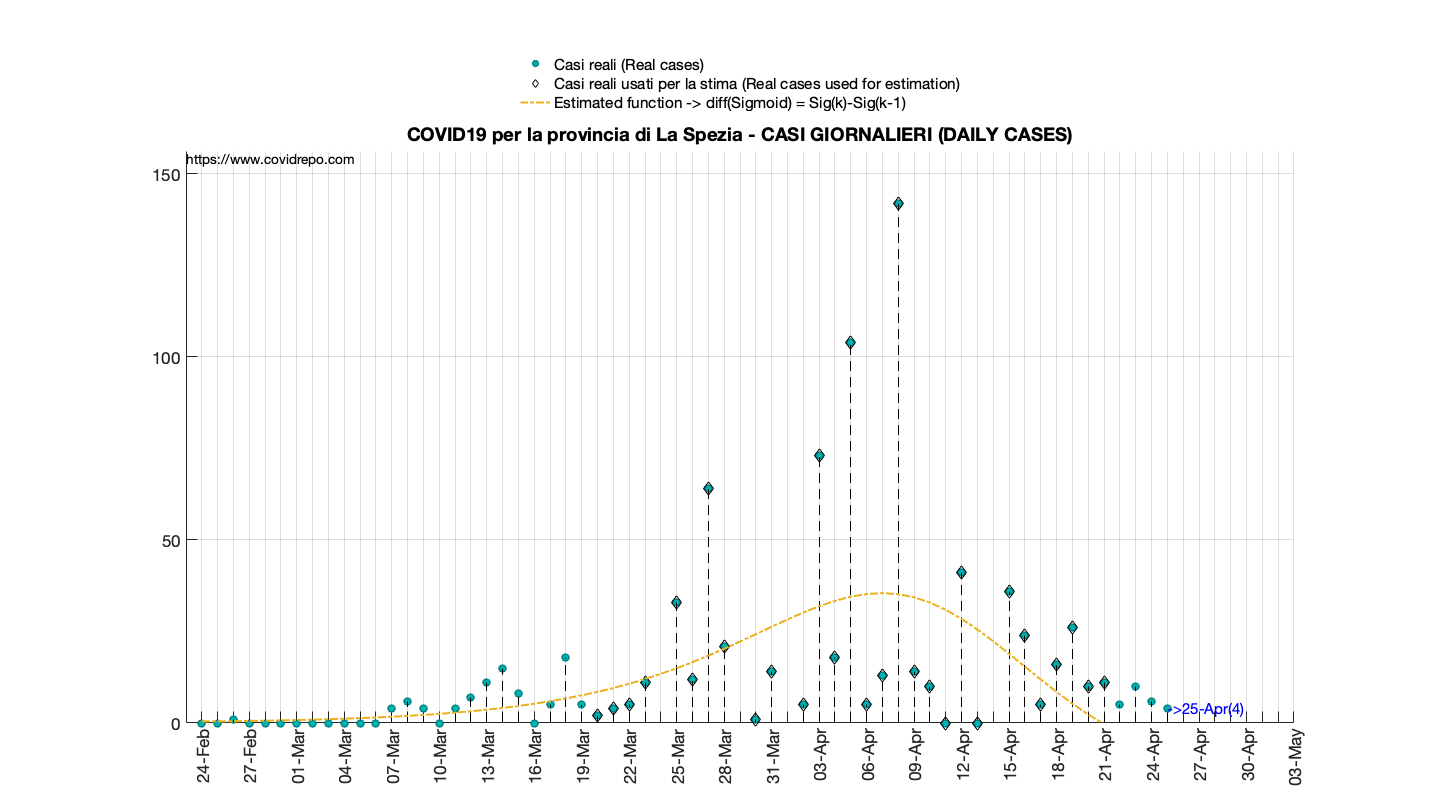 Casi reali (Real cases)
Casi reali usati per la stima (Real cases used for estimation)
Estimated function -> diff(Sigmoid) = Sig(k)-Sig(k-1)
COVID19 per la provincia di La Spezia - CASI GIORNALIERI (DAILY CASES)
https://www.covidrepo.com
150
100
50
0
->25-Apr(4)
24-Feb
27-Feb
01-Mar
04-Mar
07-Mar
10-Mar
13-Mar
16-Mar
19-Mar
22-Mar
25-Mar
28-Mar
31-Mar
03-Apr
06-Apr
09-Apr
12-Apr
15-Apr
18-Apr
21-Apr
24-Apr
27-Apr
30-Apr
03-May